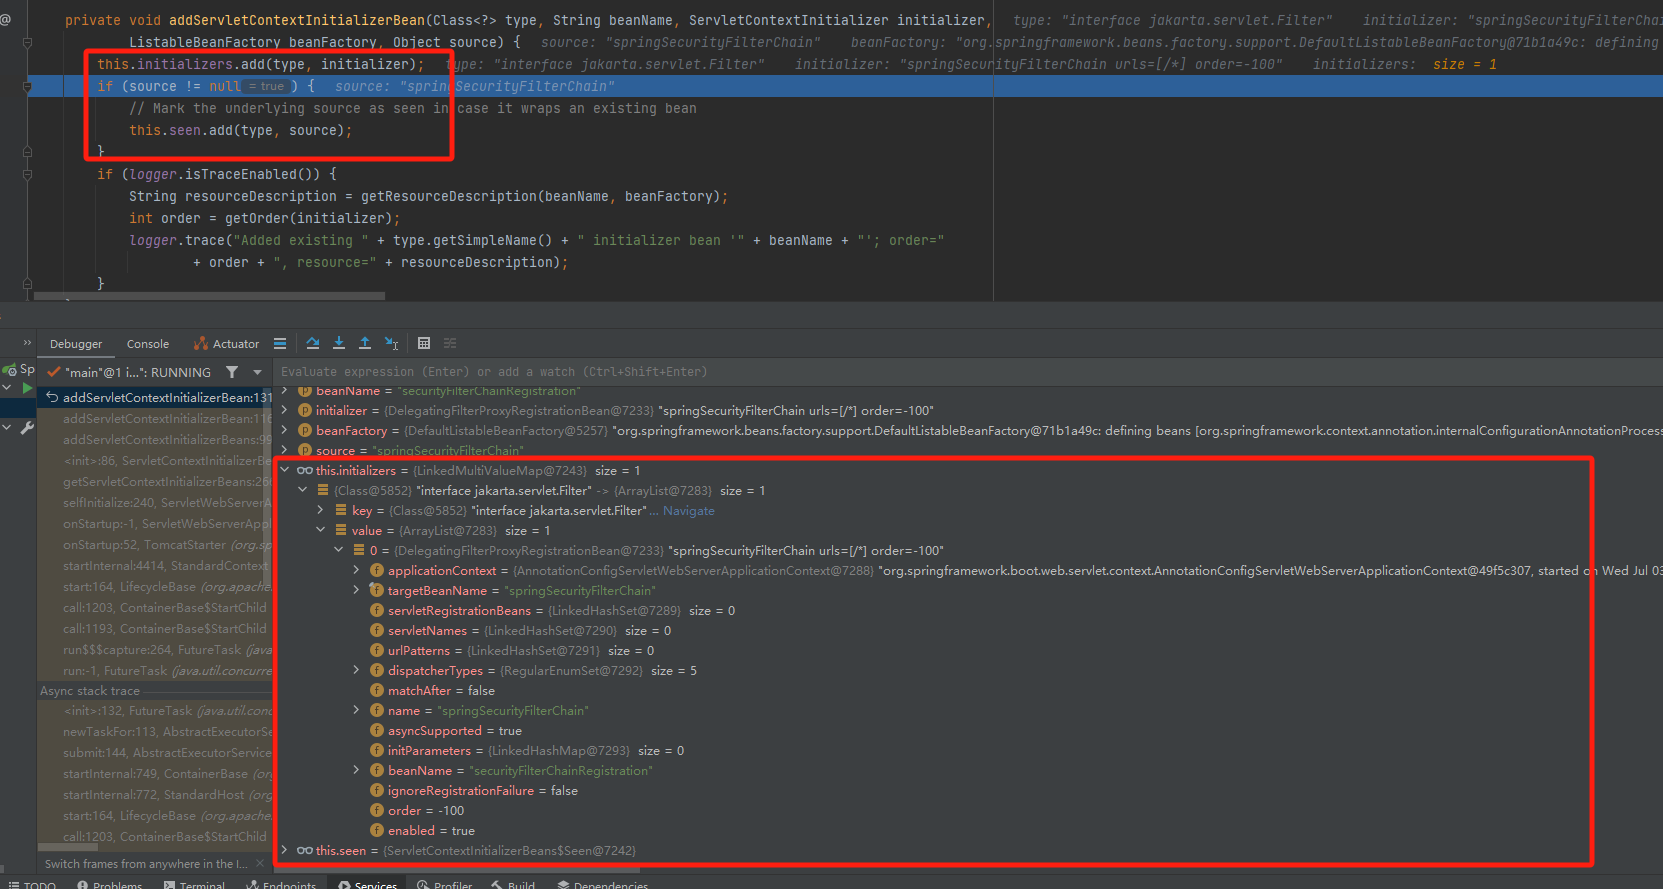 @ private void addServletContextInitializerBean(Class<?> type, String beanName, ServletContextInitializer initializer, type: "interface jakarta.servlet.Filter" initializer: "springSecurityFilterChai
ListableBeanFactory beanFactory, Object source) { source: "springSecurityFilterChain" beanFactory: "org.springframework.beans.factory.support.DefaultListableBeanFactory@71b1a49c: defining
this.initializers.add(type, initializer); type: "interface jakarta.servlet.Filter" initializer: "springSecurityFilterChain urls=[/*] order=-100" initializers: size = 1
if (source != null = true ) { source: "springSecurityFilterChain"
// Mark the underlying source as seen in case it wraps an existing bean
this.seen.add(type, source);
}
if (logger.isTraceEnabled()) {
String resourceDescription = getResourceDescription(beanName, beanFactory);
int order = getOrder(initializer);
logger.trace("Added existing " + type.getSimpleName() + " initializer bean '" + beanName + "'; order="
+ order + ", resource=" + resourceDescription);
}
Debugger Console Actuator
Sp
"main"@1 i...": RUNNING
Evaluate expression (Enter) or add a watch (Ctrl+Shift+Enter)
addServletContextInitializerBean:131
addServletContextInitializerBean:116
addServletContextInitializerBeans:99
<init>:86, ServletContextInitializerBe
getServletContextInitializerBeans:266
selfInitialize:240, ServletWebServerA
onStartup:-1, ServletWebServerAppl
onStartup:52, TomcatStarter (org.sp
startInternal:4414, StandardContext
start:164, LifecycleBase (org.apache
call:1203, ContainerBase$StartChild
call:1193, ContainerBase$StartChild
run$$$capture:264, FutureTask (java
run:-1, FutureTask (java.util.concurre
Async stack trace
<init>:132, FutureTask (java.util.conc
newTaskFor:113, AbstractExecutorSe
submit:144, AbstractExecutorService
startInternal:749, ContainerBase (org
startInternal:772, StandardHost (org
start:164, LifecycleBase (org.apache
call:1203, ContainerBase$StartChild
Switch frames from anywhere in the I...
beanName = "securityFilterChainRegistration"
initializer = {DelegatingFilterProxyRegistrationBean@7233} "springSecurityFilterChain urls=[/*] order=-100"
beanFactory = {DefaultListableBeanFactory@5257} "org.springframework.beans.factory.support.DefaultListableBeanFactory@71b1a49c: defining beans [org.springframework.context.annotation.internalConfigurationAnnotationProcess
source = "springSecurityFilterChain"
this.initializers = {LinkedMultiValueMap@7243} size = 1
{Class@5852} "interface jakarta.servlet.Filter" -> {ArrayList@7283} size = 1
key = {Class@5852} "interface jakarta.servlet.Filter" ... Navigate
value = {ArrayList@7283} size = 1
0 = {DelegatingFilterProxyRegistrationBean@7233} "springSecurityFilterChain urls=[/*] order=-100"
applicationContext = {AnnotationConfigServletWebServerApplicationContext@7288} "org.springframework.boot.web.servlet.context.AnnotationConfigServletWebServerApplicationContext@49f5c307, started on Wed Jul 03
targetBeanName = "springSecurityFilterChain"
servletRegistrationBeans = {LinkedHashSet@7289} size = 0
servletNames = {LinkedHashSet@7290} size = 0
urlPatterns = {LinkedHashSet@7291} size = 0
dispatcherTypes = {RegularEnumSet@7292} size = 5
matchAfter = false
name = "springSecurityFilterChain"
asyncSupported = true
initParameters = {LinkedHashMap@7293} size = 0
beanName = "securityFilterChainRegistration"
ignoreRegistrationFailure = false
order = -100
enabled = true
this.seen = {ServletContextInitializerBeans$Seen@7242}
TODO Problems Terminal Endpoints Services Profiler Build Dependencies